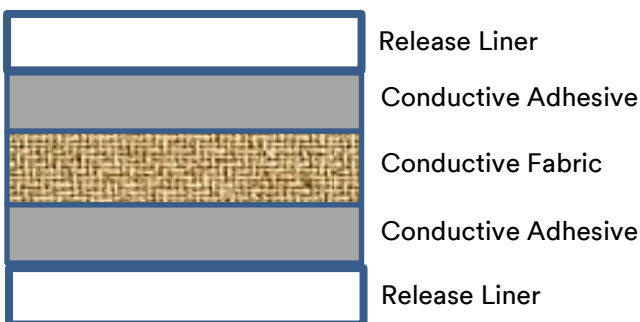 Release Liner
Conductive Adhesive
Conductive Fabric
Conductive Adhesive
Release Liner